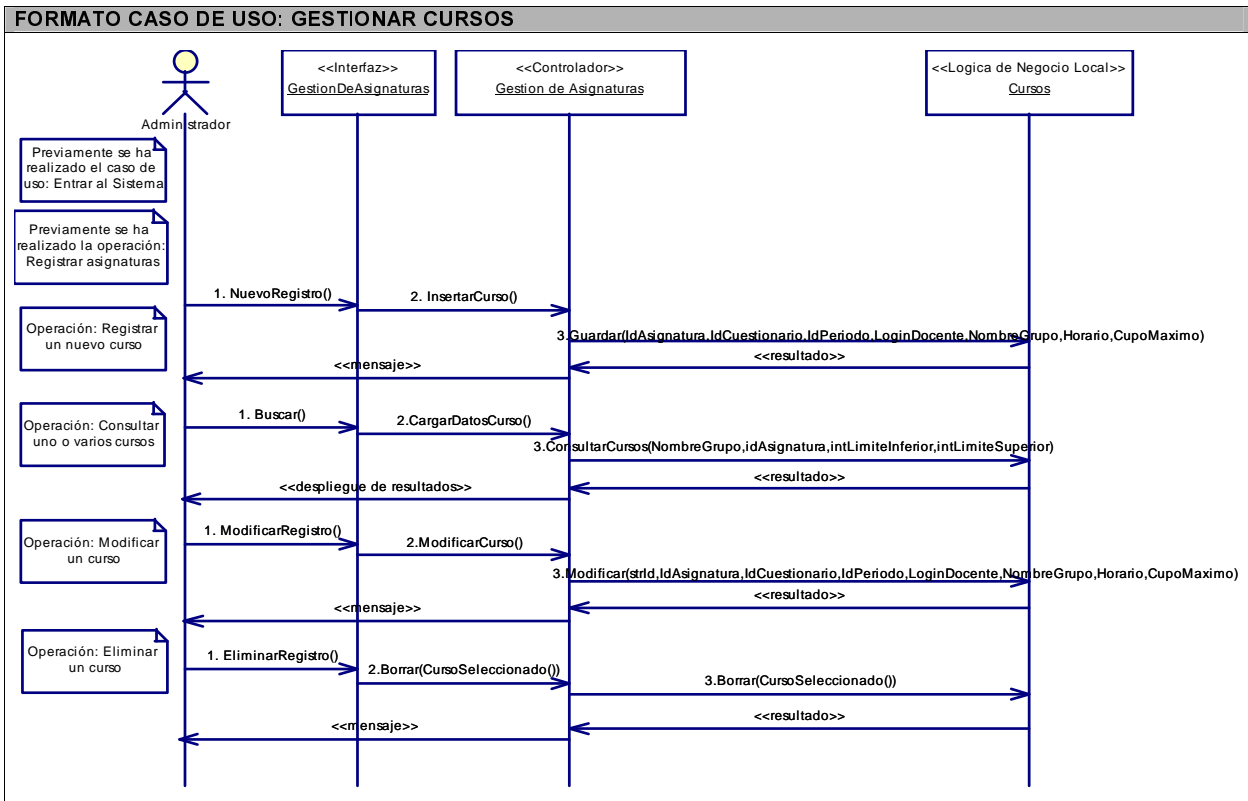 FORMATO CASO DE USO: GESTIONAR CURSOS
<<Interfaz>>
GestionDeAsignaturas
<<Controlador>>
Gestion de Asignaturas
<<Logica de Negocio Local>>
Cursos
Administrador
Previamente se ha
realizado el caso de
uso: Entrar al Sistema
Previamente se ha
realizado la operación:
Registrar asignaturas
1. NuevoRegistro()
2. InsertarCurso()
Operación: Registrar
un nuevo curso
3.Guardar(IdAsignatura,IdCuestionario,IdPeriodo,LoginDocente,NombreGrupo,Horario,CupoMaximo)
<<resultado>>
<<mensaje>>
Operación: Consultar
uno o varios cursos
1. Buscar()
2.CargarDatosCurso()
3.ConsultarCursos(NombreGrupo,idAsignatura,intLimiteInferior,intLimiteSuperior)
<<resultado>>
<<despliegue de resultados>>
Operación: Modificar
un curso
1. ModificarRegistro()
2.ModificarCurso()
3.Modificar(strId,IdAsignatura,IdCuestionario,IdPeriodo,LoginDocente,NombreGrupo,Horario,CupoMaximo)
<<resultado>>
<<mensaje>>
Operación: Eliminar
un curso
1. EliminarRegistro()
2.Borrar(CursoSeleccionado())
3.Borrar(CursoSeleccionado())
<<resultado>>
<<mensaje>>